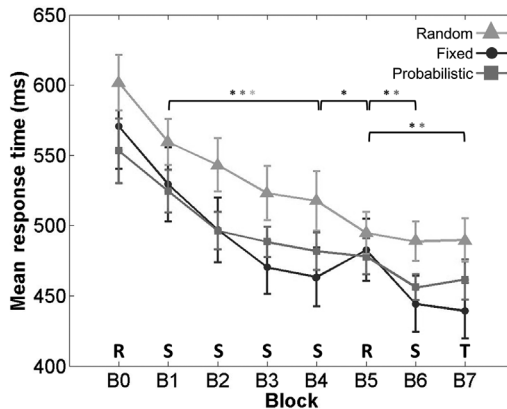 650
600
550
500
450
400
Mean response time (ms)
Random
Fixed
Probabilistic
* * *
*
* *
* *
R S S S S R S T
B0 B1 B2 B3 B4 B5 B6 B7
Block